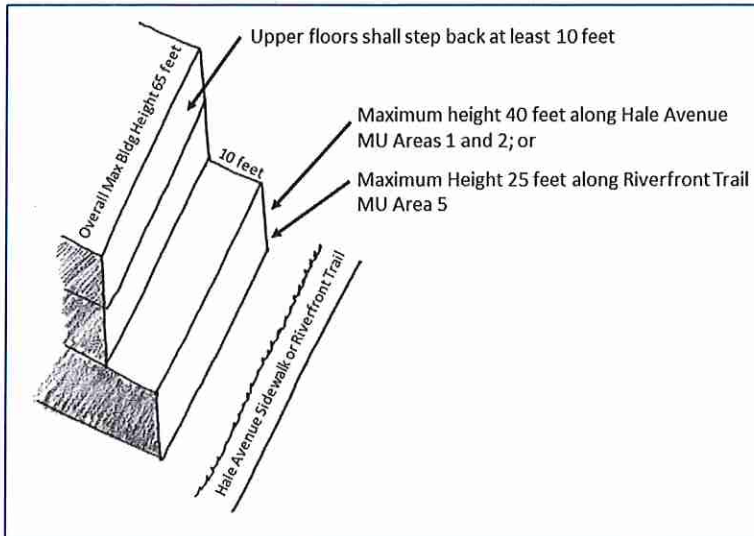 Upper floors shall step back at least 10 feet
Overall Max Bldg Height 65 feet
Maximum height 40 feet along Hale Avenue
MU Areas 1 and 2; or
10 feet
Maximum Height 25 feet along Riverfront Trail
MU Area 5
Hale Avenue Sidewalk or Riverfront Trail